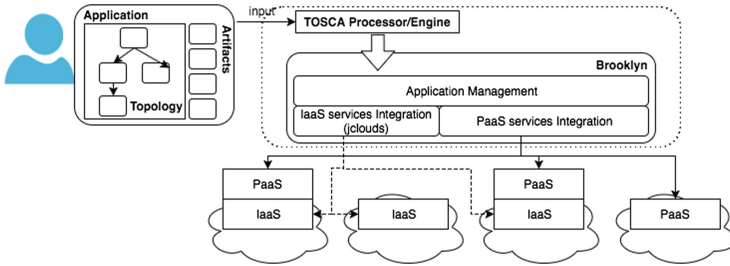 Application
Artifacts
Topology
input
TOSCA Processor/Engine
Brooklyn
Application Management
IaaS services Integration
(jclouds)
PaaS services Integration
PaaS
IaaS
IaaS
PaaS
IaaS
PaaS